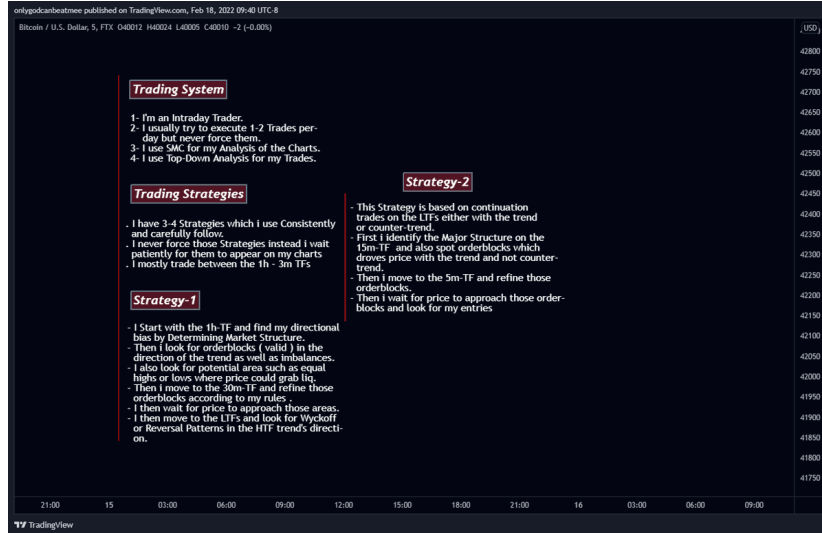 onlygodcanbeatmee published on TradingView.com, Feb 18, 2022 09:40 UTC-8
Bitcoin / U.S. Dollar, 5, FTX O40012 H40024 L40005 C40010 −2 (−0.00%)
USD
Trading System
1- I'm an Intraday Trader.
2- I usually try to execute 1-2 Trades per-
day but never force them.
3- I use SMC for my Analysis of the Charts.
4- I use Top-Down Analysis for my Trades.
Trading Strategies
. I have 3-4 Strategies which i use Consistently
and carefully follow.
. I never force those Strategies instead i wait
patiently for them to appear on my charts
. I mostly trade between the 1h - 3m TFs
Strategy-1
- I Start with the 1h-TF and find my directional
bias by Determining Market Structure.
- Then i look for orderblocks ( valid ) in the
direction of the trend as well as imbalances.
- I also look for potential area such as equal
highs or lows where price could grab liq.
- Then i move to the 30m-TF and refine those
orderblocks according to my rules .
- I then wait for price to approach those areas.
- I then move to the LTFs and look for Wyckoff
or Reversal Patterns in the HTF trend's directi-
on.
Strategy-2
- This Strategy is based on continuation
trades on the LTFs either with the trend
or counter-trend.
- First i identify the Major Structure on the
15m-TF and also spot orderblocks which
droves price with the trend and not counter-
trend.
- Then i move to the 5m-TF and refine those
orderblocks.
- Then i wait for price to approach those order-
blocks and look for my entries
42800
42750
42700
42650
42600
42550
42500
42450
42400
42350
42300
42250
42200
42150
42100
42050
42000
41950
41900
41850
41800
41750
21:00 15 03:00 06:00 09:00 12:00 15:00 18:00 21:00 16 03:00 06:00 09:00
TradingView